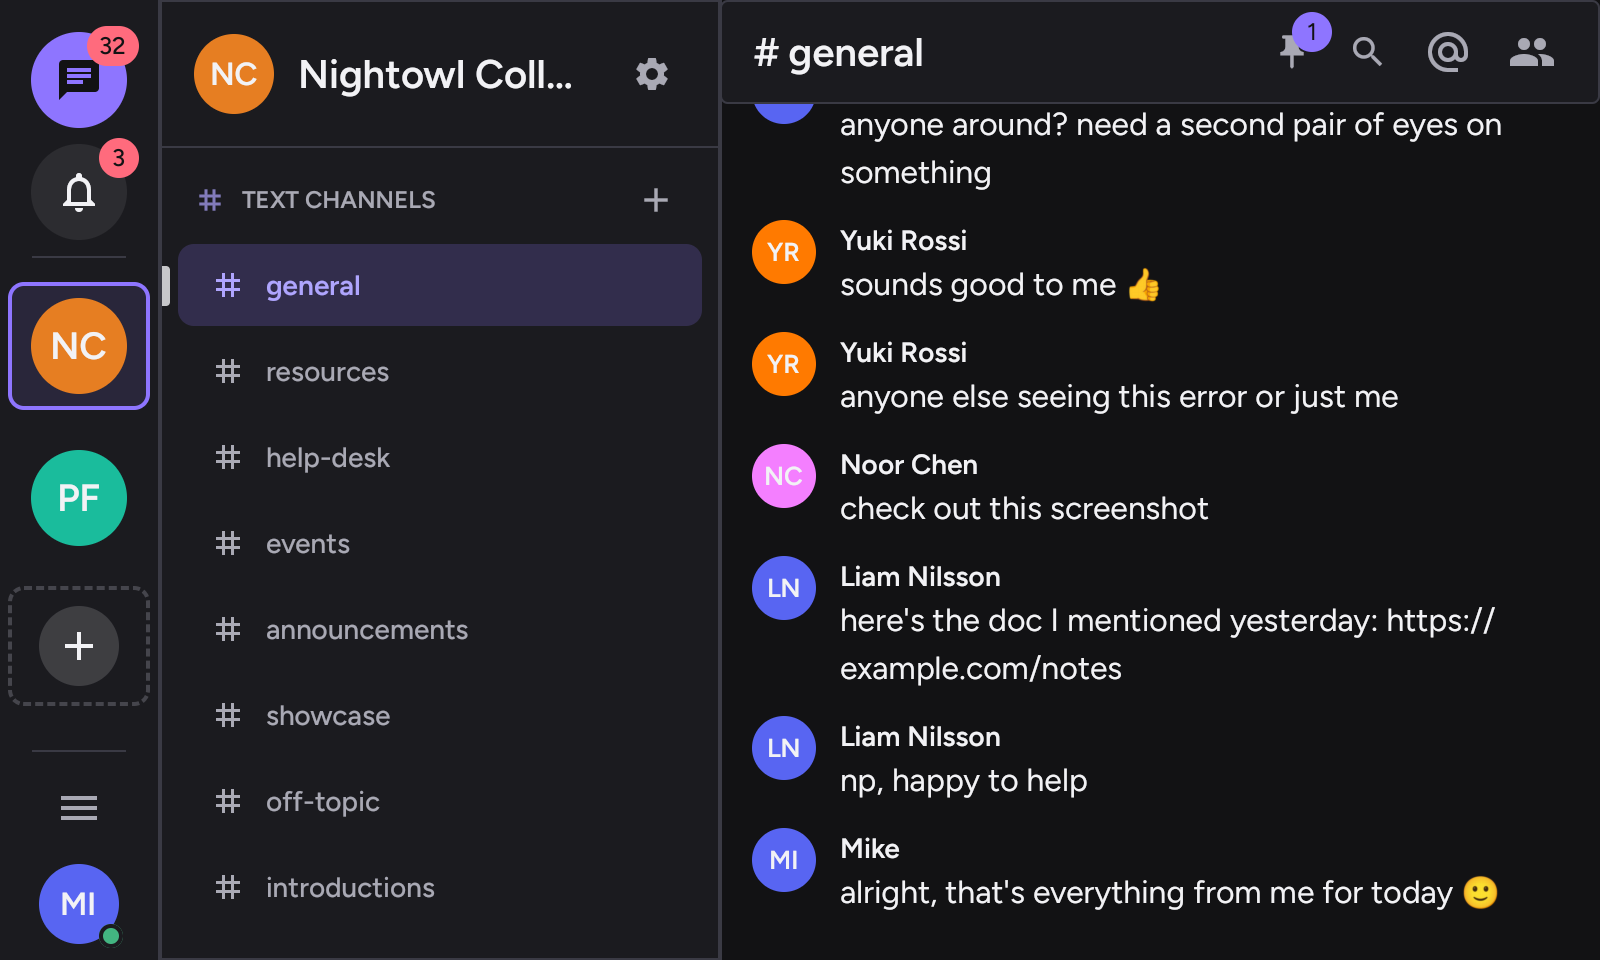 32
3
NC
PF
MI
NC
Nightowl Coll...
TEXT CHANNELS
general
resources
help-desk
events
announcements
showcase
off-topic
introductions
# general
1
anyone around? need a second pair of eyes on
something
YR
Yuki Rossi
sounds good to me 👍
YR
Yuki Rossi
anyone else seeing this error or just me
NC
Noor Chen
check out this screenshot
LN
Liam Nilsson
here's the doc I mentioned yesterday: https://
example.com/notes
LN
Liam Nilsson
np, happy to help
MI
Mike
alright, that's everything from me for today 🙂